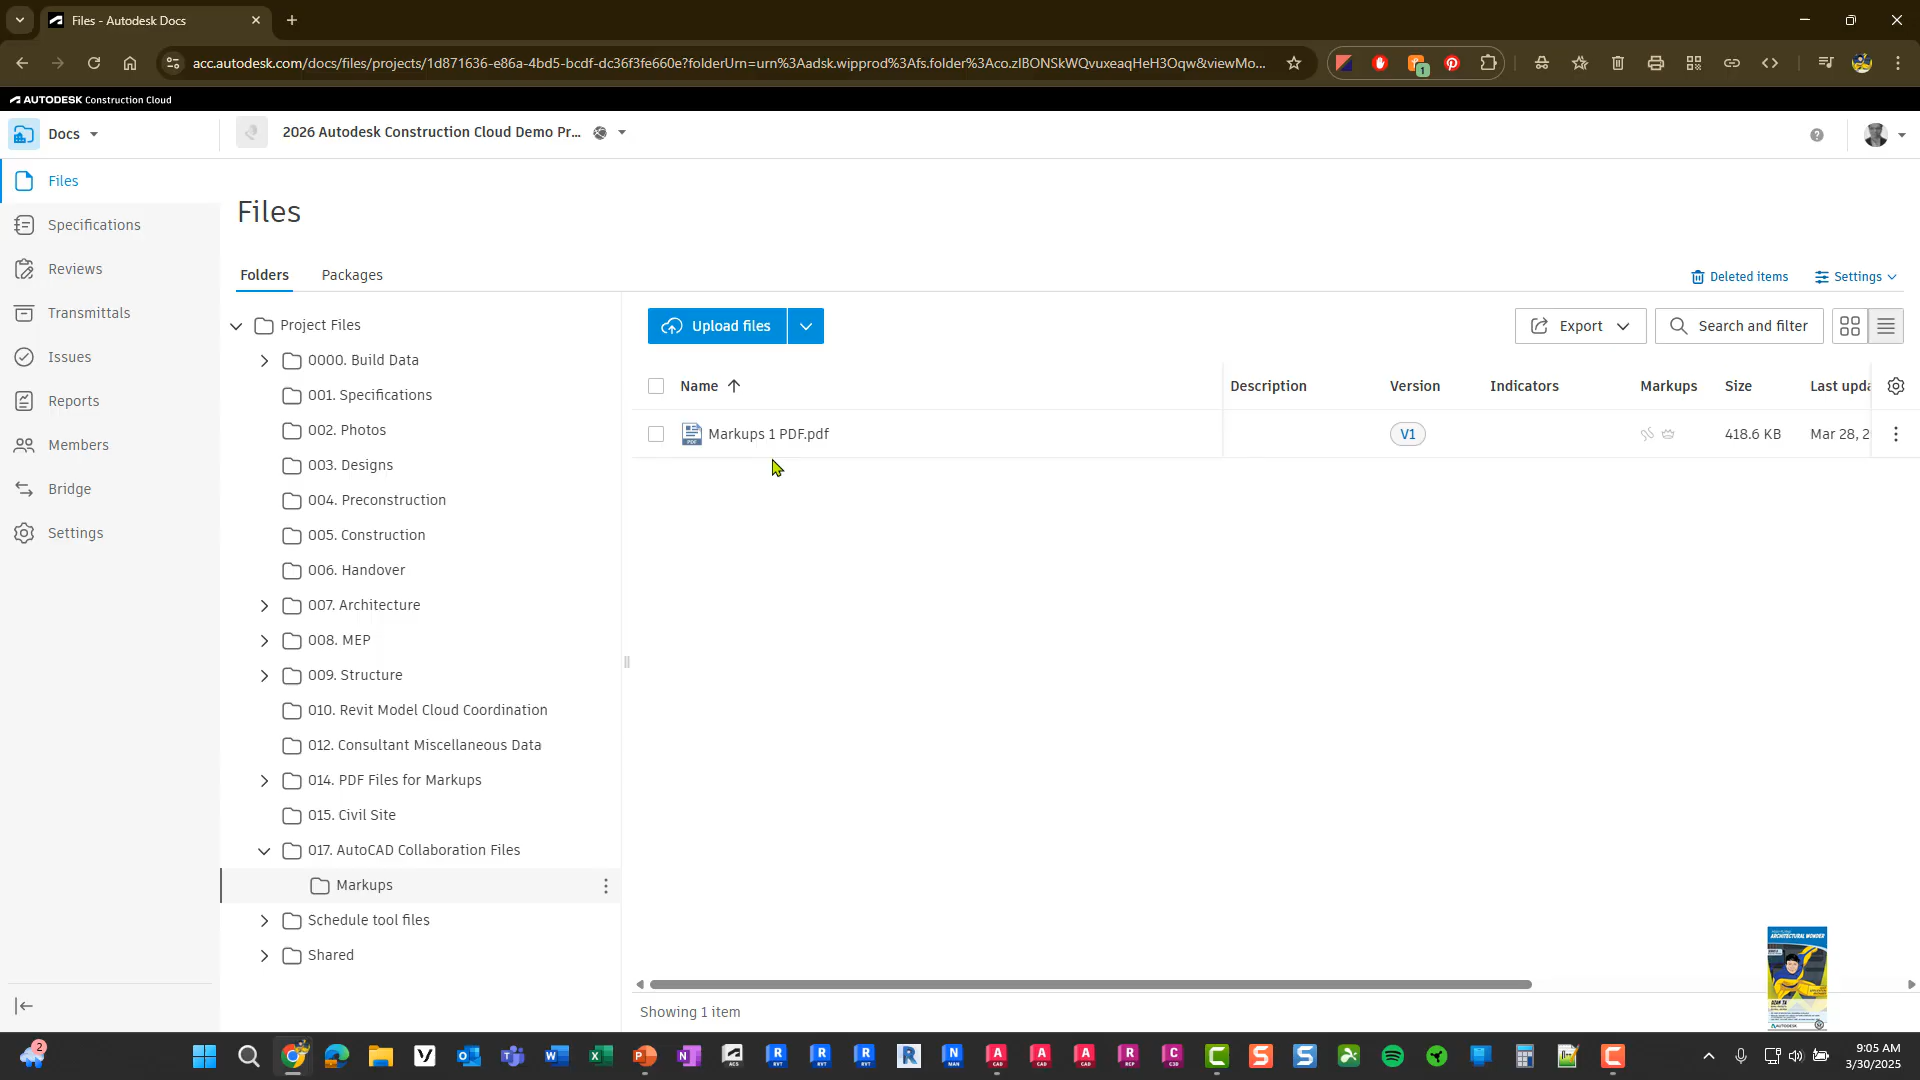 Files - Autodesk Docs
acc.autodesk.com/docs/files/projects/1d871636-e86a-4bd5-bcdf-dc36f3fe660e?folderUrn=urn%3Aadsk.wipprod%3Afs.folder%3Aco.zIBONSkWQvuxeaqHeH3Oqw&viewMo...
1
AUTODESK Construction Cloud
Docs
2026 Autodesk Construction Cloud Demo Pr...
Files
Specifications
Reviews
Transmittals
Issues
Reports
Members
Bridge
Settings
Files
Folders
Packages
Deleted items
Settings
Project Files
0000. Build Data
001. Specifications
002. Photos
003. Designs
004. Preconstruction
005. Construction
006. Handover
007. Architecture
008. MEP
009. Structure
010. Revit Model Cloud Coordination
012. Consultant Miscellaneous Data
014. PDF Files for Markups
015. Civil Site
017. AutoCAD Collaboration Files
Markups
Schedule tool files
Shared
Upload files
Export
Search and filter
Name Description Version Indicators Markups Size Last upda
Markups 1 PDF.pdf V1 418.6 KB Mar 28, 2
Showing 1 item
ARCHITECTURAL WONDER
AUTODESK
2
9:05 AM
3/30/2025